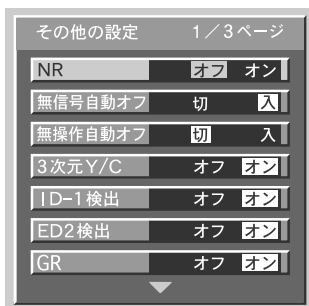 その他の設定 1／3ページ
NR オフ オン
無信号自動オフ 切 入
無操作自動オフ 切 入
3次元Y/C オフ オン
ID-1検出 オフ オン
ED2検出 オフ オン
GR オフ オン